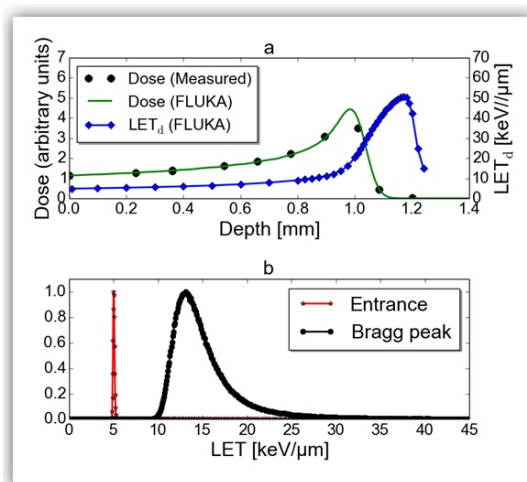 a
Dose (arbitrary units)
7
6
5
4
3
2
1
0
Dose (Measured)
Dose (FLUKA)
LETd (FLUKA)
70
60
50
40
30
20
10
0
LETd [keV//μm]
0.0 0.2 0.4 0.6 0.8 1.0 1.2 1.4
Depth [mm]
b
1.0
0.8
0.6
0.4
0.2
0.0
Entrance
Bragg peak
0 5 10 15 20 25 30 35 40 45
LET [keV/μm]